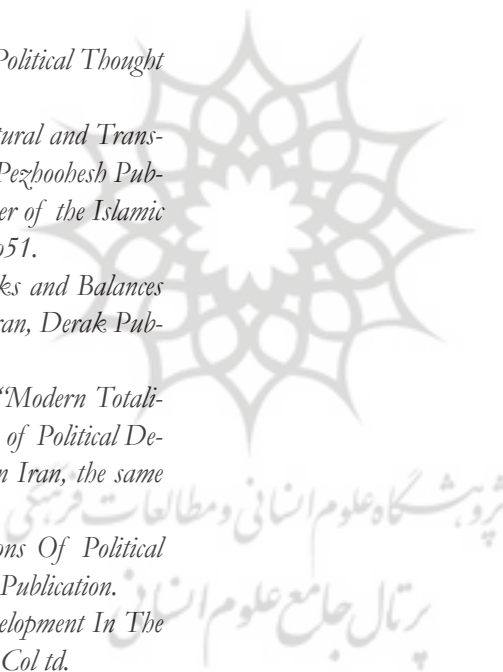 Political Thought
tural and Trans-
Pezhoohesh Pub-
er of the Islamic
o51.
ks and Balances
ran, Derak Pub-
“Modern Totali-
of Political De-
n Iran, the same
پژوهشگاه علوم انسانی و مطالعات فرهنگی
ons Of Political
Publication.
پرتال جامع علوم انسانی
elopment In The
Col td.